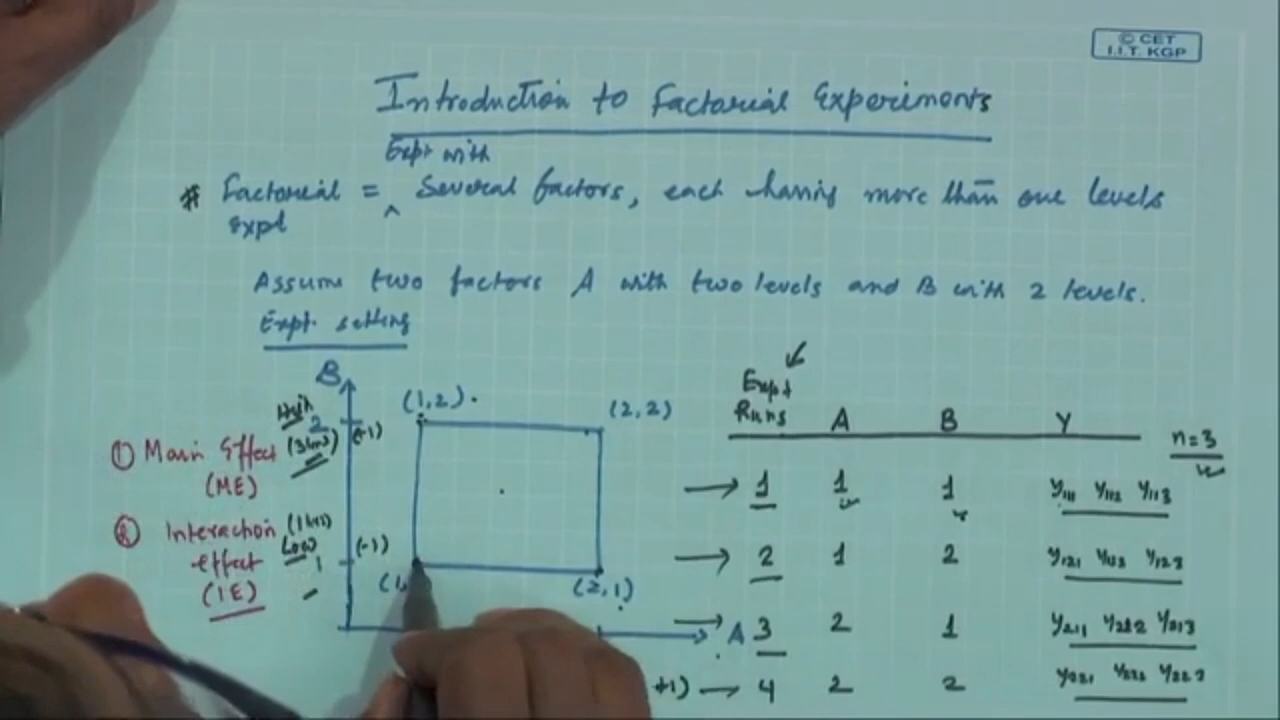 © CET
I.I.T. KGP
Introduction to Factorial Experiments
Expt with
# Factorial = ^ Several factors, each having more than one levels
expt
Assume two factors A with two levels and B with 2 levels.
Expt. setting
B
High
2
(+1)
(1,2)
(2,2)
① Main Effect
(ME)
② Interaction
effect
(IE)
Low
1
(-1)
(1,
(2,1)
A
+1)
Expt
Runs A B Y
n=3
1 1 1 y111 y112 y113
2 1 2 y121 y122 y123
3 2 1 y211 y212 y213
4 2 2 y221 y222 y223